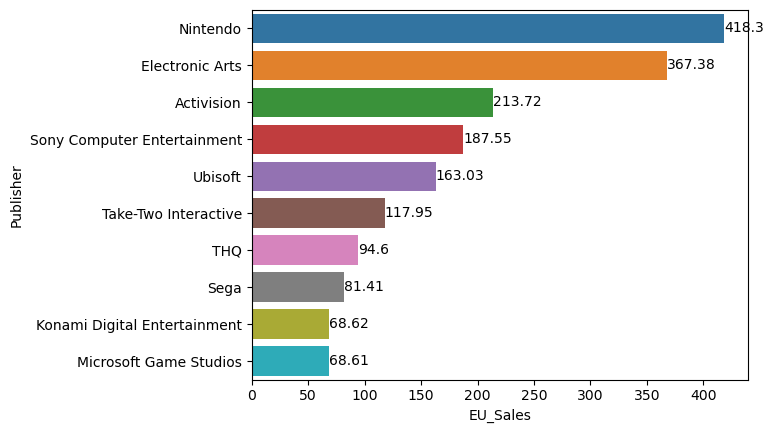 Publisher
Nintendo 418.3
Electronic Arts 367.38
Activision 213.72
Sony Computer Entertainment 187.55
Ubisoft 163.03
Take-Two Interactive 117.95
THQ 94.6
Sega 81.41
Konami Digital Entertainment 68.62
Microsoft Game Studios 68.61
0 50 100 150 200 250 300 350 400
EU_Sales